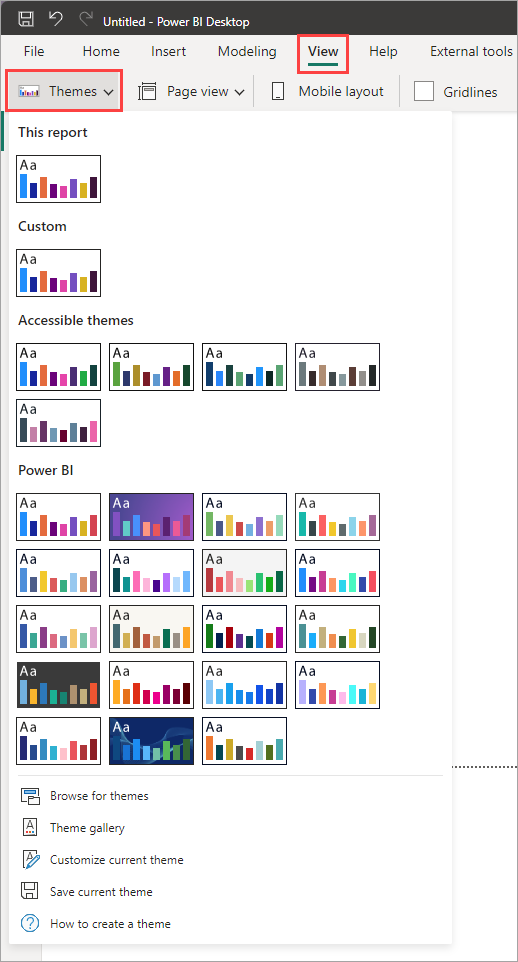 Untitled - Power BI Desktop
File Home Insert Modeling View Help External tools
Themes Page view Mobile layout Gridlines
This report
Aa
Custom
Aa
Accessible themes
Aa Aa Aa Aa
Aa
Power BI
Aa Aa Aa Aa
Aa Aa Aa Aa
Aa Aa Aa Aa
Aa Aa Aa Aa
Aa Aa Aa
Browse for themes
Theme gallery
Customize current theme
Save current theme
How to create a theme